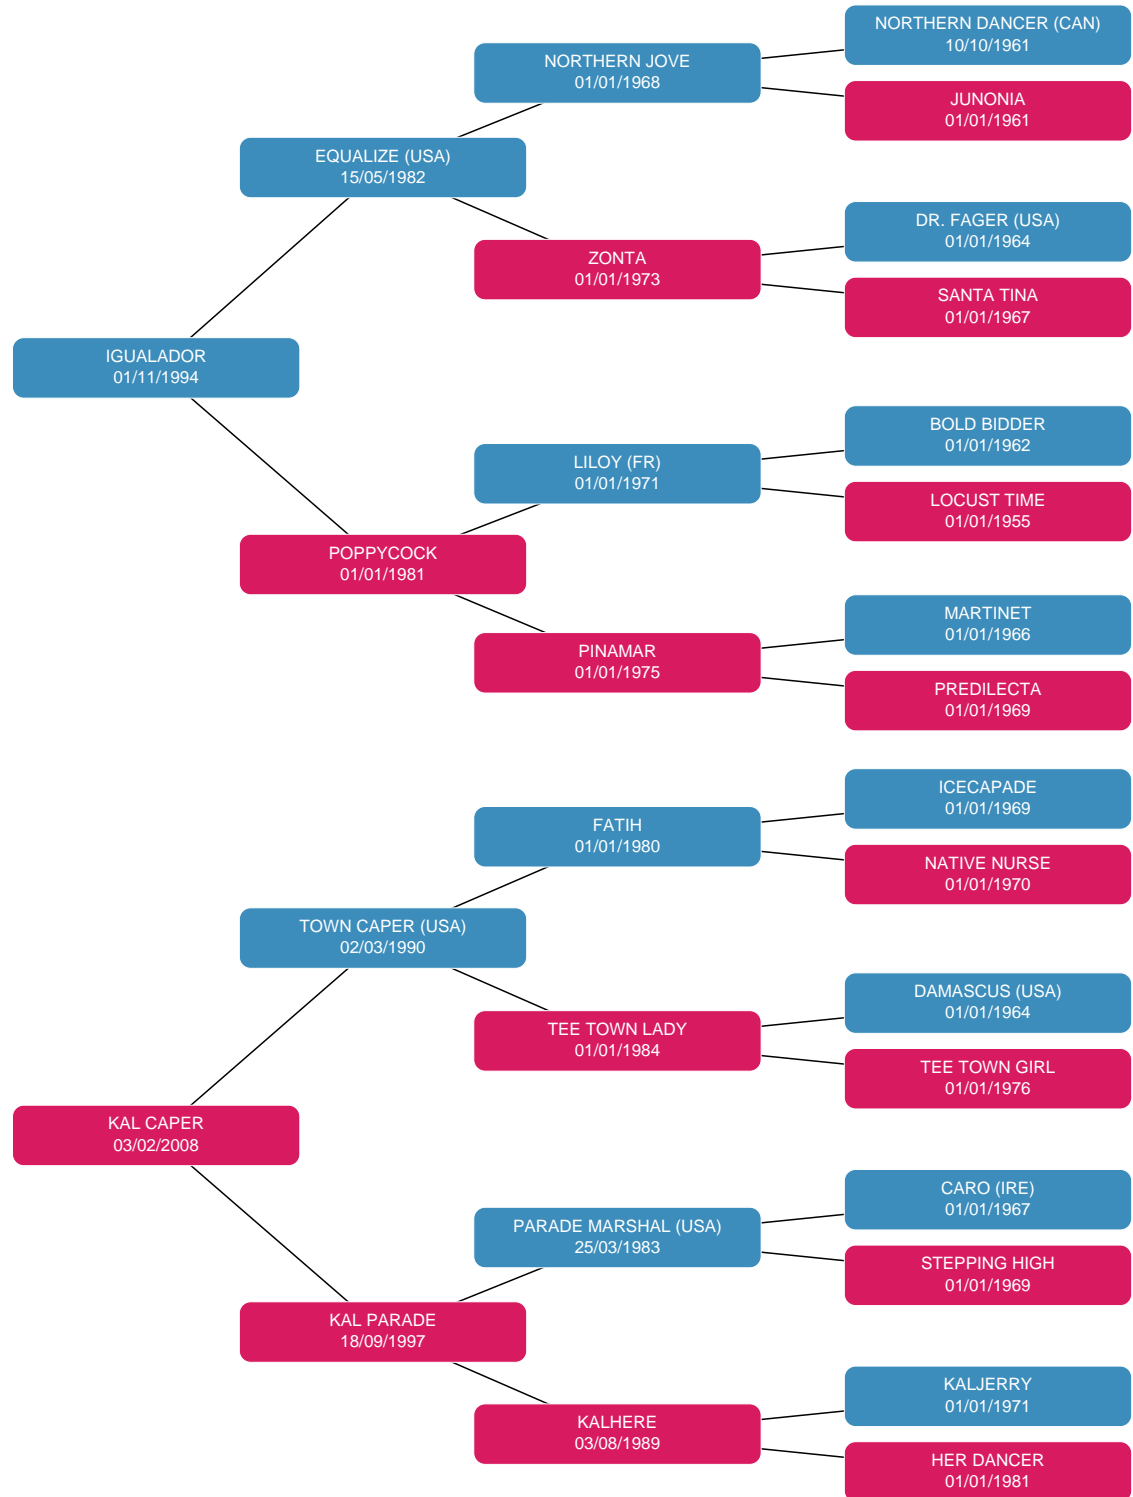 NORTHERN DANCER (CAN)
10/10/1961
NORTHERN JOVE
01/01/1968
JUNONIA
01/01/1961
EQUALIZE (USA)
15/05/1982
DR. FAGER (USA)
01/01/1964
ZONTA
01/01/1973
SANTA TINA
01/01/1967
IGUALADOR
01/11/1994
BOLD BIDDER
01/01/1962
LILOY (FR)
01/01/1971
LOCUST TIME
01/01/1955
POPPYCOCK
01/01/1981
MARTINET
01/01/1966
PINAMAR
01/01/1975
PREDILECTA
01/01/1969
ICECAPADE
01/01/1969
FATIH
01/01/1980
NATIVE NURSE
01/01/1970
TOWN CAPER (USA)
02/03/1990
DAMASCUS (USA)
01/01/1964
TEE TOWN LADY
01/01/1984
TEE TOWN GIRL
01/01/1976
KAL CAPER
03/02/2008
CARO (IRE)
01/01/1967
PARADE MARSHAL (USA)
25/03/1983
STEPPING HIGH
01/01/1969
KAL PARADE
18/09/1997
KALJERRY
01/01/1971
KALHERE
03/08/1989
HER DANCER
01/01/1981